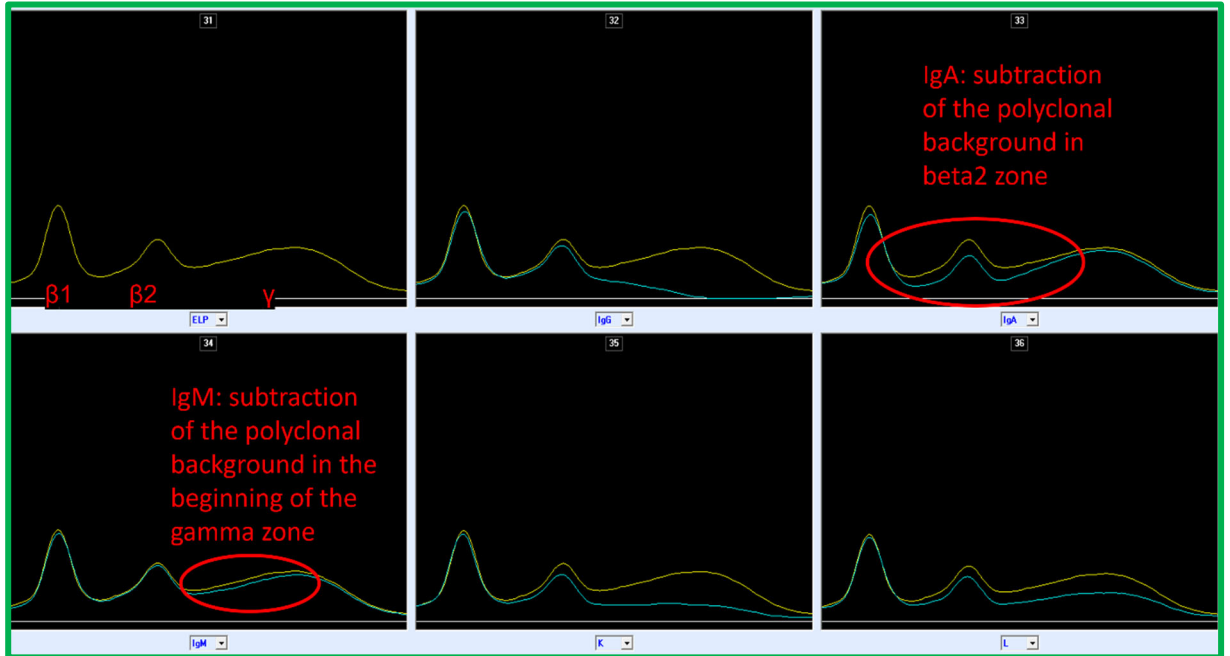 31
32
33
IgA: subtraction
of the polyclonal
background in
beta2 zone
β1
β2
γ
ELP
IgG
IgA
34
35
36
IgM: subtraction
of the polyclonal
background in the
beginning of the
gamma zone
IgM
K
L